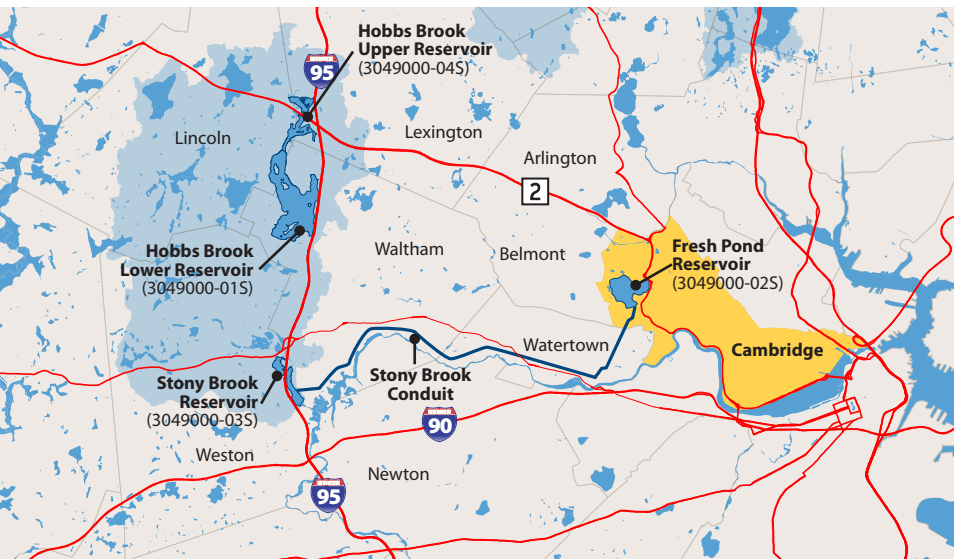 Hobbs Brook
Upper Reservoir
(3049000-04S)
95
Lincoln
Lexington
Arlington
2
Hobbs Brook
Lower Reservoir
(3049000-01S)
Waltham
Belmont
Fresh Pond
Reservoir
(3049000-02S)
Watertown
Cambridge
Stony Brook
Reservoir
(3049000-03S)
Stony Brook
Conduit
90
Weston
Newton
95